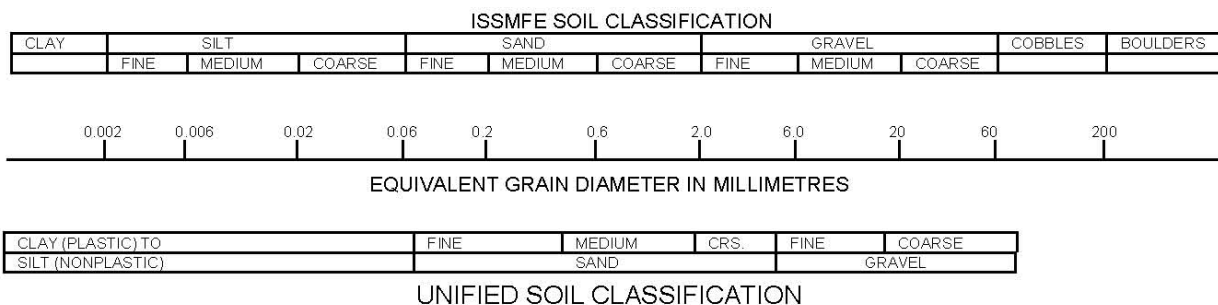 ISSMFE SOIL CLASSIFICATION
CLAY SILT SAND GRAVEL COBBLES BOULDERS
FINE MEDIUM COARSE FINE MEDIUM COARSE FINE MEDIUM COARSE
0.002 0.006 0.02 0.06 0.2 0.6 2.0 6.0 20 60 200
EQUIVALENT GRAIN DIAMETER IN MILLIMETRES
CLAY (PLASTIC) TO FINE MEDIUM CRS. FINE COARSE
SILT (NONPLASTIC) SAND GRAVEL
UNIFIED SOIL CLASSIFICATION